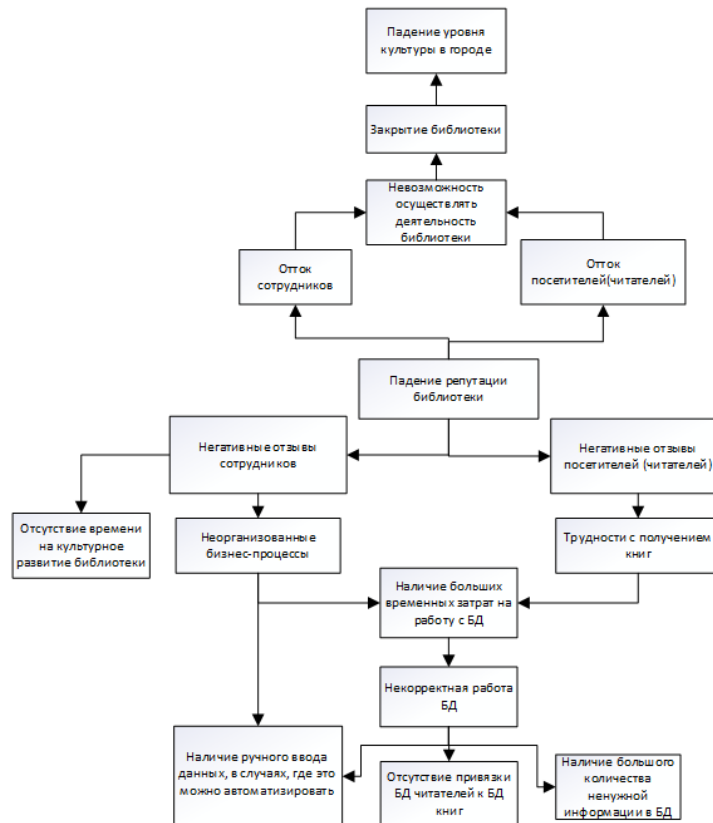 Падение уровня
культуры в городе
Закрытие библиотеки
Невозможность
осуществлять
деятельность
библиотеки
Отток
сотрудников
Отток
посетителей(читателей)
Падение репутации
библиотеки
Негативные отзывы
сотрудников
Негативные отзывы
посетителей (читателей)
Отсутствие времени
на культурное
развитие библиотеки
Неорганизованные
бизнес-процессы
Трудности с получением
книг
Наличие больших
временных затрат на
работу с БД
Некорректная работа
БД
Наличие ручного ввода
данных, в случаях, где это
можно автоматизировать
Отсутствие привязки
БД читателей к БД
книг
Наличие большого
количества
ненужной
информации в БД